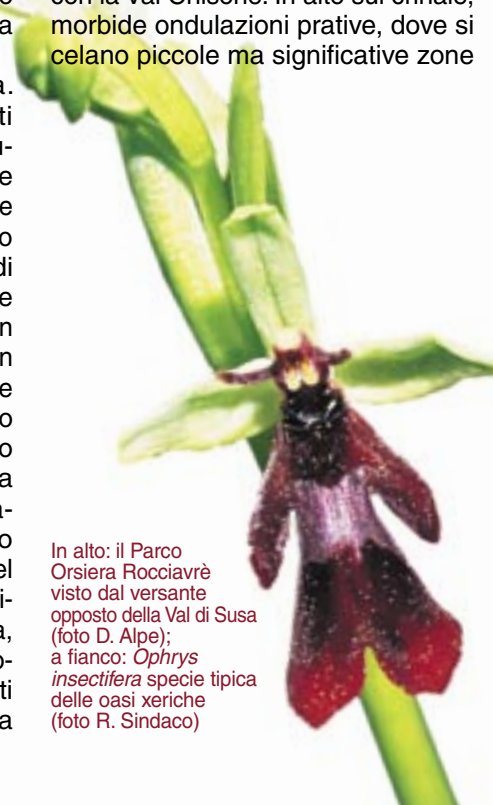 con la Val Chisone. In alto sul crinale,
morbide ondulazioni prative, dove si
celano piccole ma significative zone
In alto: il Parco
Orsiera Rocciavrè
visto dal versante
opposto della Val di Susa
(foto D. Alpe);
a fianco: Ophrys
insectifera specie tipica
delle oasi xeriche
(foto R. Sindaco)